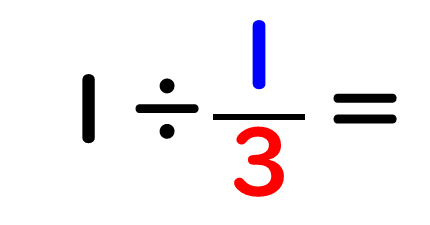 1 ÷ 1/3 =